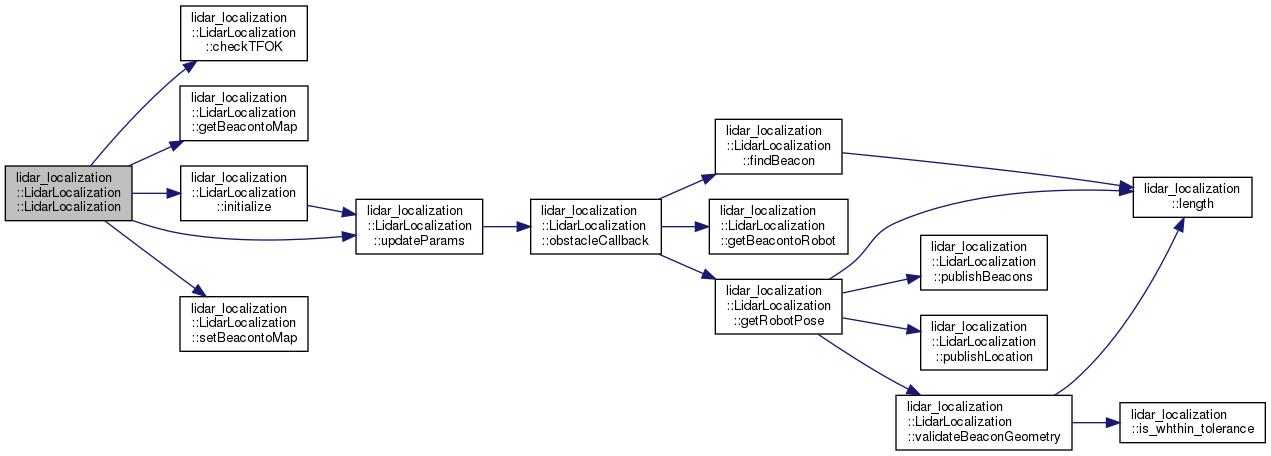 lidar_localization
::LidarLocalization
::LidarLocalization
lidar_localization
::LidarLocalization
::checkTFOK
lidar_localization
::LidarLocalization
::getBeacontoMap
lidar_localization
::LidarLocalization
::initialize
lidar_localization
::LidarLocalization
::setBeacontoMap
lidar_localization
::LidarLocalization
::updateParams
lidar_localization
::LidarLocalization
::obstacleCallback
lidar_localization
::LidarLocalization
::findBeacon
lidar_localization
::LidarLocalization
::getBeacontoRobot
lidar_localization
::LidarLocalization
::getRobotPose
lidar_localization
::length
lidar_localization
::LidarLocalization
::publishBeacons
lidar_localization
::LidarLocalization
::publishLocation
lidar_localization
::LidarLocalization
::validateBeaconGeometry
lidar_localization
::is_whthin_tolerance